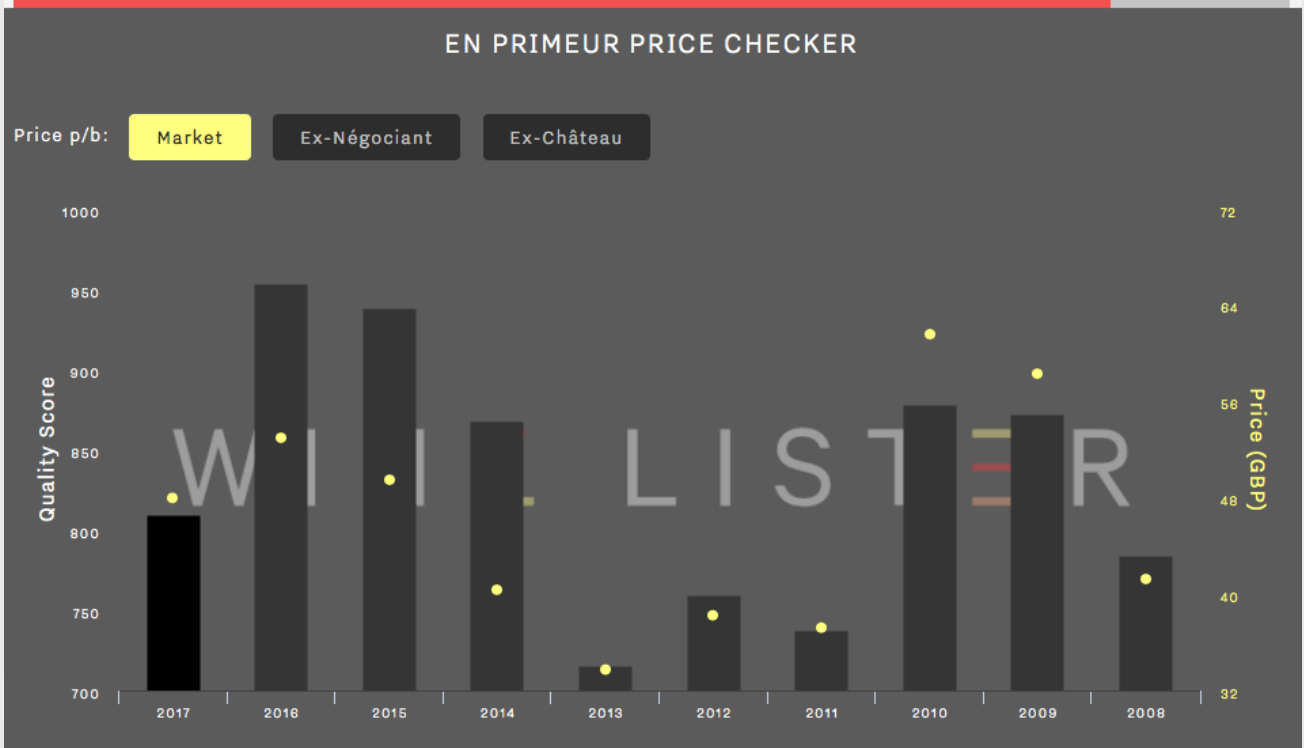 EN PRIMEUR PRICE CHECKER
Price p/b: Market Ex-Négociant Ex-Château
1000 72
950 64
900 56
850 48
800 40
750 32
700
Quality Score
Price (GBP)
LISTER
2017 2016 2015 2014 2013 2012 2011 2010 2009 2008